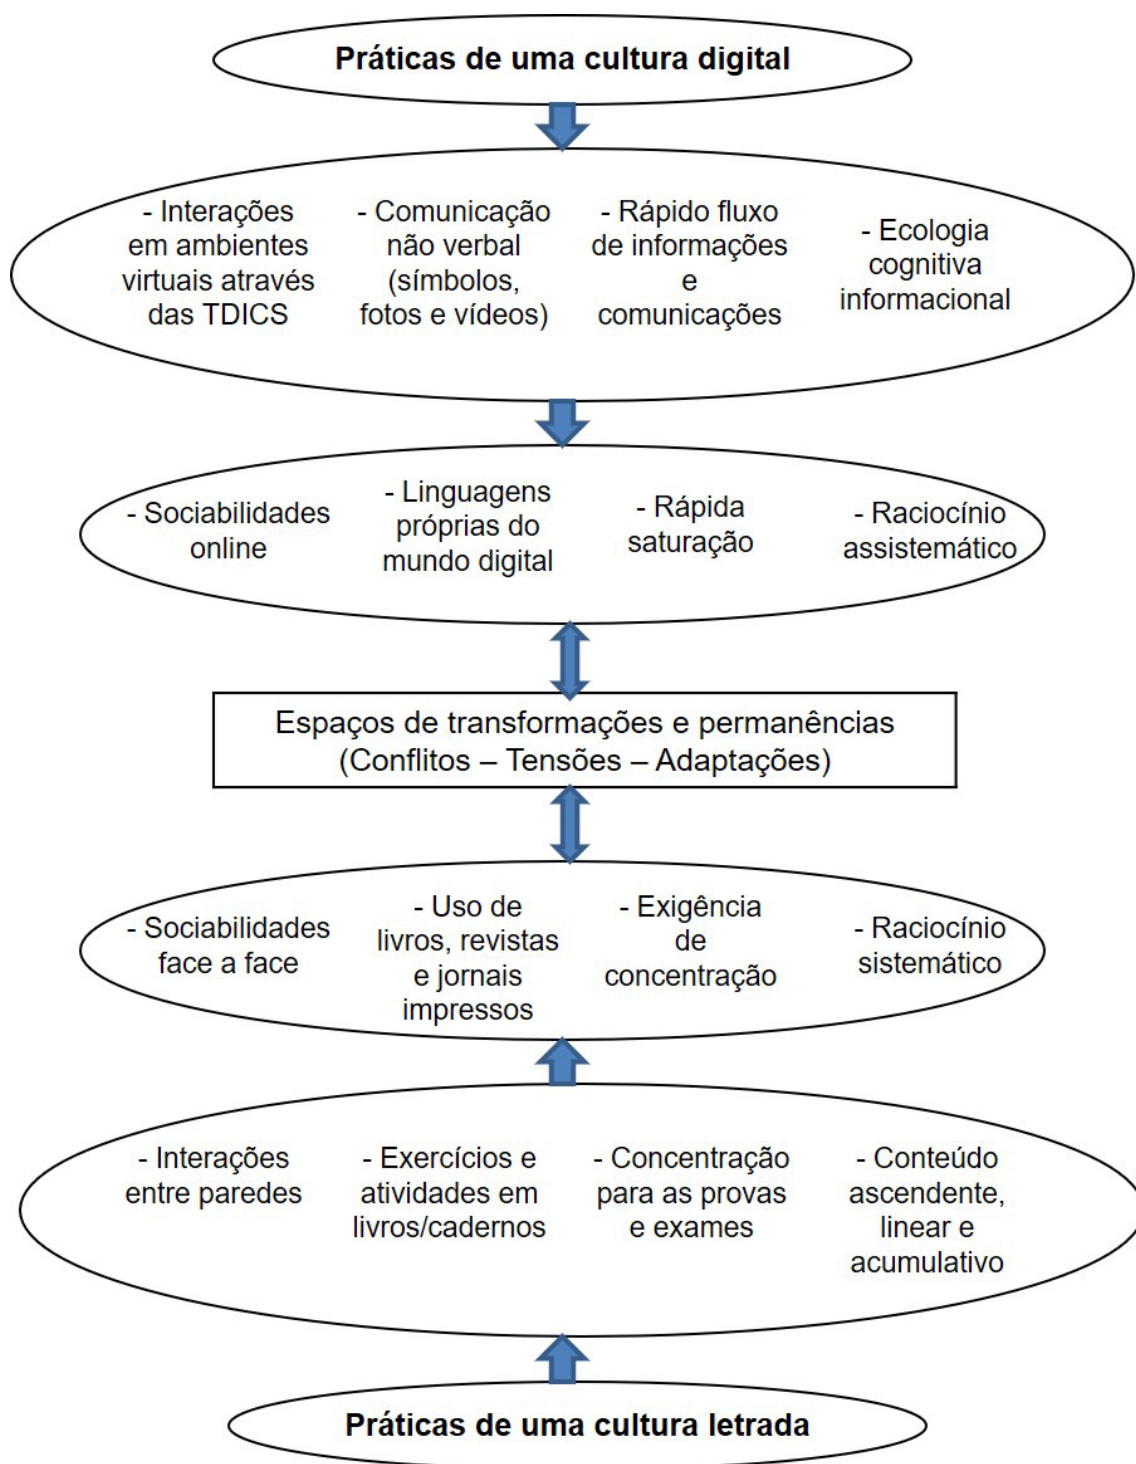 Práticas de uma cultura digital
- Interações
em ambientes
virtuais através
das TDICS
- Comunicação
não verbal
(símbolos,
fotos e vídeos)
- Rápido fluxo
de informações
e
comunicações
- Ecologia
cognitiva
informacional
- Sociabilidades
online
- Linguagens
próprias do
mundo digital
- Rápida
saturação
- Raciocínio
assistemático
Espaços de transformações e permanências
(Conflitos – Tensões – Adaptações)
- Sociabilidades
face a face
- Uso de
livros, revistas
e jornais
impressos
- Exigência
de
concentração
- Raciocínio
sistemático
- Interações
entre paredes
- Exercícios e
atividades em
livros/cadernos
- Concentração
para as provas
e exames
- Conteúdo
ascendente,
linear e
acumulativo
Práticas de uma cultura letrada